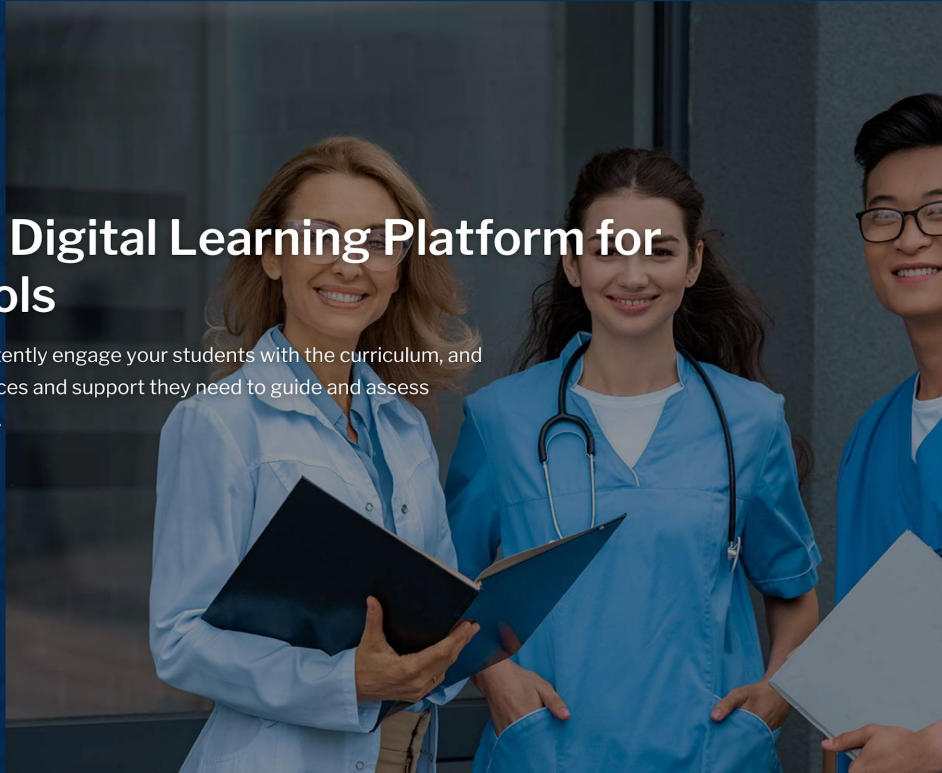 Digital Learning Platform for
ols
ently engage your students with the curriculum, and
ces and support they need to guide and assess
.